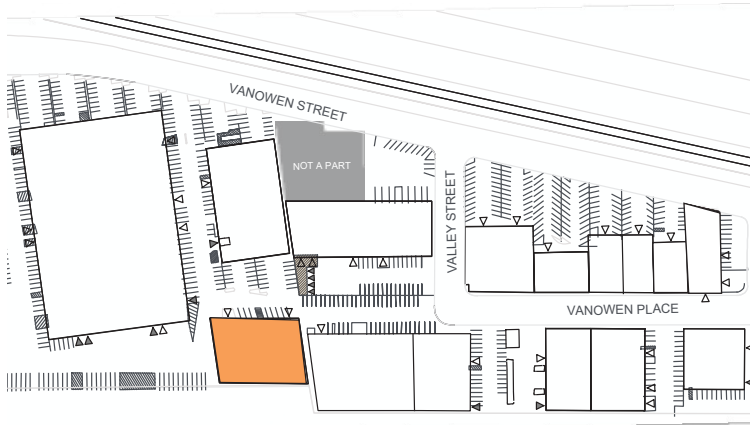 VANOWEN STREET
NOT A PART
VALLEY STREET
VANOWEN PLACE